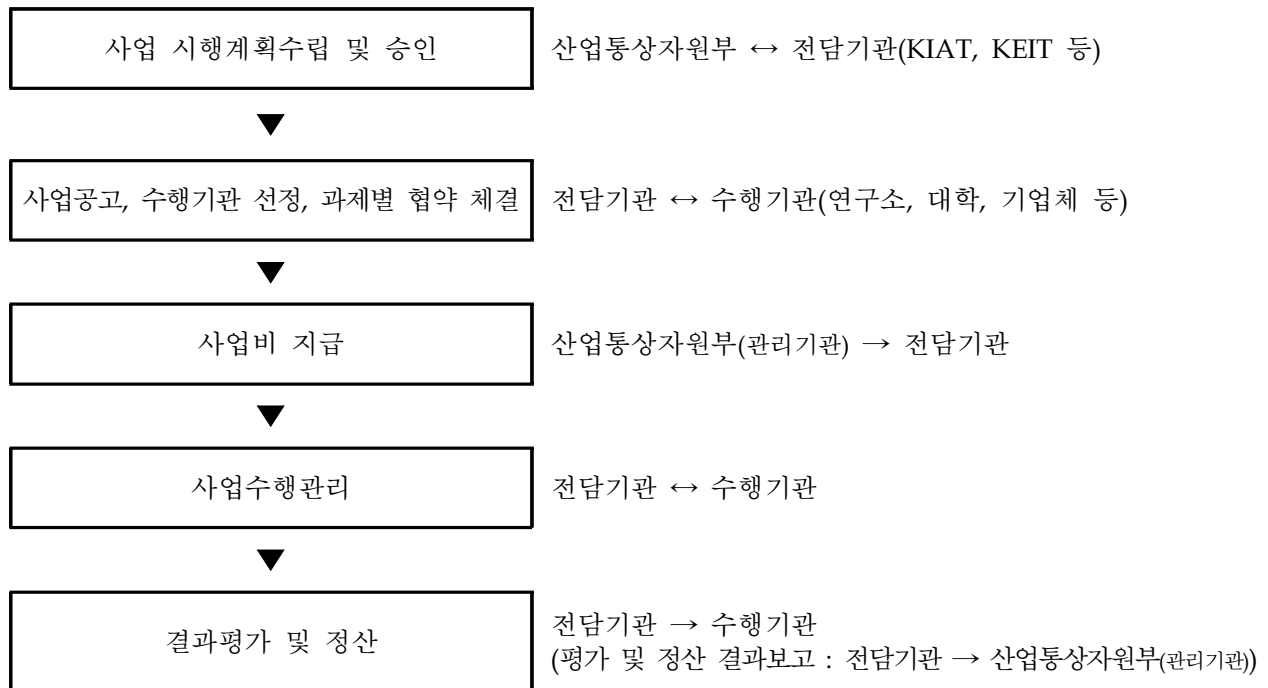 사업 시행계획수립 및 승인 산업통상자원부 ↔ 전담기관(KIAT, KEIT 등)
▼
사업공고, 수행기관 선정, 과제별 협약 체결 전담기관 ↔ 수행기관(연구소, 대학, 기업체 등)
▼
사업비 지급 산업통상자원부(관리기관) → 전담기관
▼
사업수행관리 전담기관 ↔ 수행기관
▼
결과평가 및 정산 전담기관 → 수행기관
(평가 및 정산 결과보고 : 전담기관 → 산업통상자원부(관리기관))